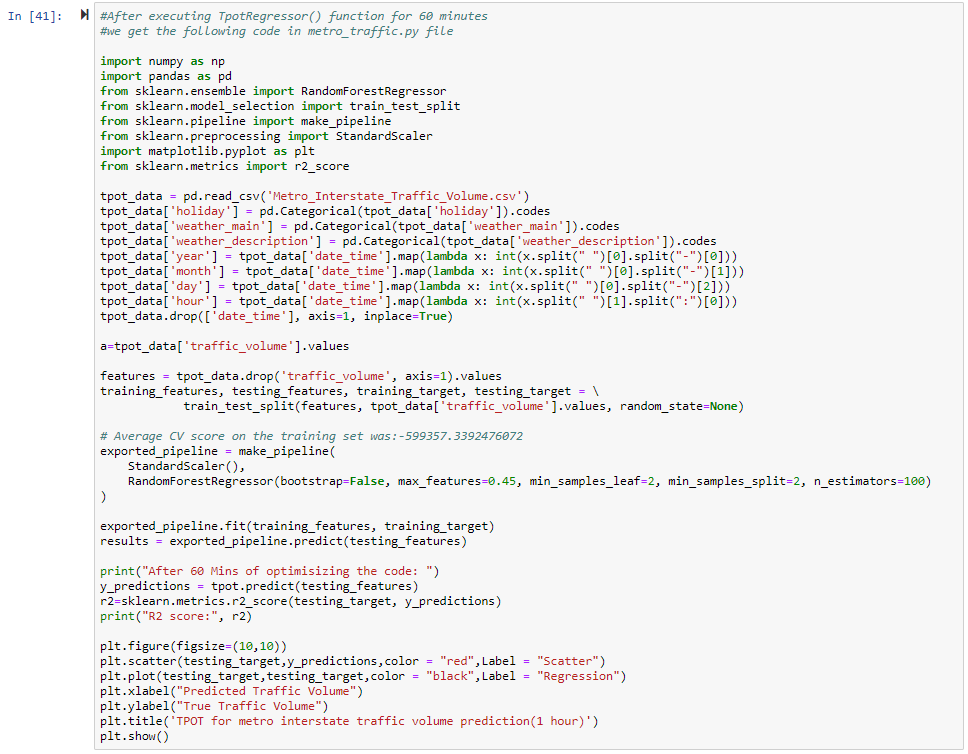 In [41]:
#After executing TpotRegressor() function for 60 minutes
#we get the following code in metro_traffic.py file

import numpy as np
import pandas as pd
from sklearn.ensemble import RandomForestRegressor
from sklearn.model_selection import train_test_split
from sklearn.pipeline import make_pipeline
from sklearn.preprocessing import StandardScaler
import matplotlib.pyplot as plt
from sklearn.metrics import r2_score

tpot_data = pd.read_csv('Metro_Interstate_Traffic_Volume.csv')
tpot_data['holiday'] = pd.Categorical(tpot_data['holiday']).codes
tpot_data['weather_main'] = pd.Categorical(tpot_data['weather_main']).codes
tpot_data['weather_description'] = pd.Categorical(tpot_data['weather_description']).codes
tpot_data['year'] = tpot_data['date_time'].map(lambda x: int(x.split(" ")[0].split("-")[0]))
tpot_data['month'] = tpot_data['date_time'].map(lambda x: int(x.split(" ")[0].split("-")[1]))
tpot_data['day'] = tpot_data['date_time'].map(lambda x: int(x.split(" ")[0].split("-")[2]))
tpot_data['hour'] = tpot_data['date_time'].map(lambda x: int(x.split(" ")[1].split(":")[0]))
tpot_data.drop(['date_time'], axis=1, inplace=True)

a=tpot_data['traffic_volume'].values

features = tpot_data.drop('traffic_volume', axis=1).values
training_features, testing_features, training_target, testing_target = \
            train_test_split(features, tpot_data['traffic_volume'].values, random_state=None)

# Average CV score on the training set was:-599357.3392476072
exported_pipeline = make_pipeline(
    StandardScaler(),
    RandomForestRegressor(bootstrap=False, max_features=0.45, min_samples_leaf=2, min_samples_split=2, n_estimators=100)
)

exported_pipeline.fit(training_features, training_target)
results = exported_pipeline.predict(testing_features)

print("After 60 Mins of optimisizing the code: ")
y_predictions = tpot.predict(testing_features)
r2=sklearn.metrics.r2_score(testing_target, y_predictions)
print("R2 score:", r2)

plt.figure(figsize=(10,10))
plt.scatter(testing_target,y_predictions,color = "red",Label = "Scatter")
plt.plot(testing_target,testing_target,color = "black",Label = "Regression")
plt.xlabel("Predicted Traffic Volume")
plt.ylabel("True Traffic Volume")
plt.title('TPOT for metro interstate traffic volume prediction(1 hour)')
plt.show()